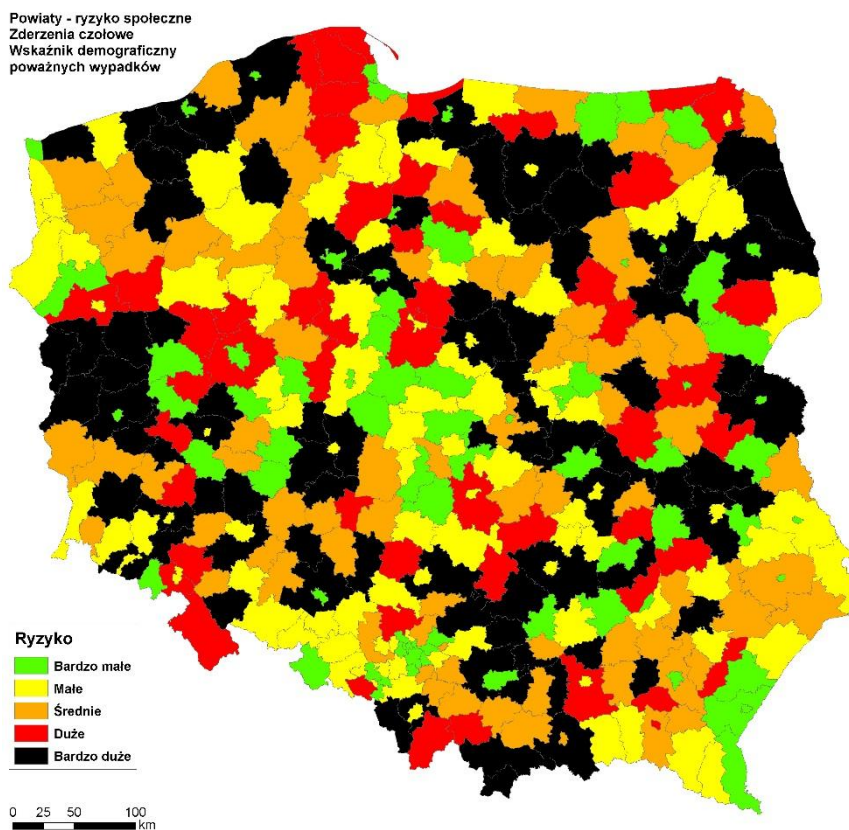 Powiaty - ryzyko społeczne
Zderzenia czołowe
Wskaźnik demograficzny
poważnych wypadków
Ryzyko
Bardzo małe
Małe
Średnie
Duże
Bardzo duże
0 25 50 100
km